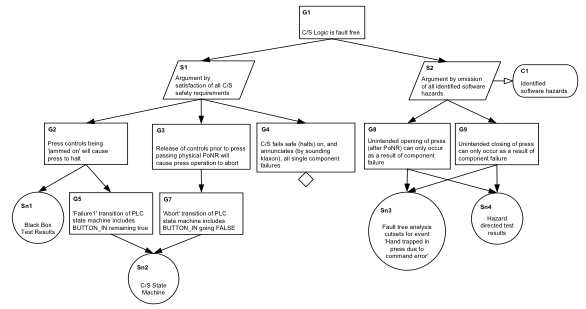 G1
C/S Logic is fault free
S1
Argument by
satisfaction of all C/S
safety requirements
S2
Argument by omission
of all identified software
hazards
C1
Identified
software hazards
G2
Press controls being
'jammed on' will cause
press to halt
G3
Release of controls prior to press
passing physical PoNR will
cause press operation to abort
G4
C/S fails safe (halts) on, and
annunciates (by sounding
klaxon), all single component
failures
G8
Unintended opening of press
(after PoNR) can only occur
as a result of component
failure
G9
Unintended closing of press
can only occur as a result of
component failure
Sn1
Black Box
Test Results
G5
'Failure1' transition of PLC
state machine includes
BUTTON_IN remaining true
G7
'Abort' transition of PLC
state machine includes
BUTTON_IN going FALSE
Sn3
Fault tree analysis
cutsets for event
'Hand trapped in
press due to
command error'
Sn4
Hazard
directed test
results
Sn2
C/S State
Machine